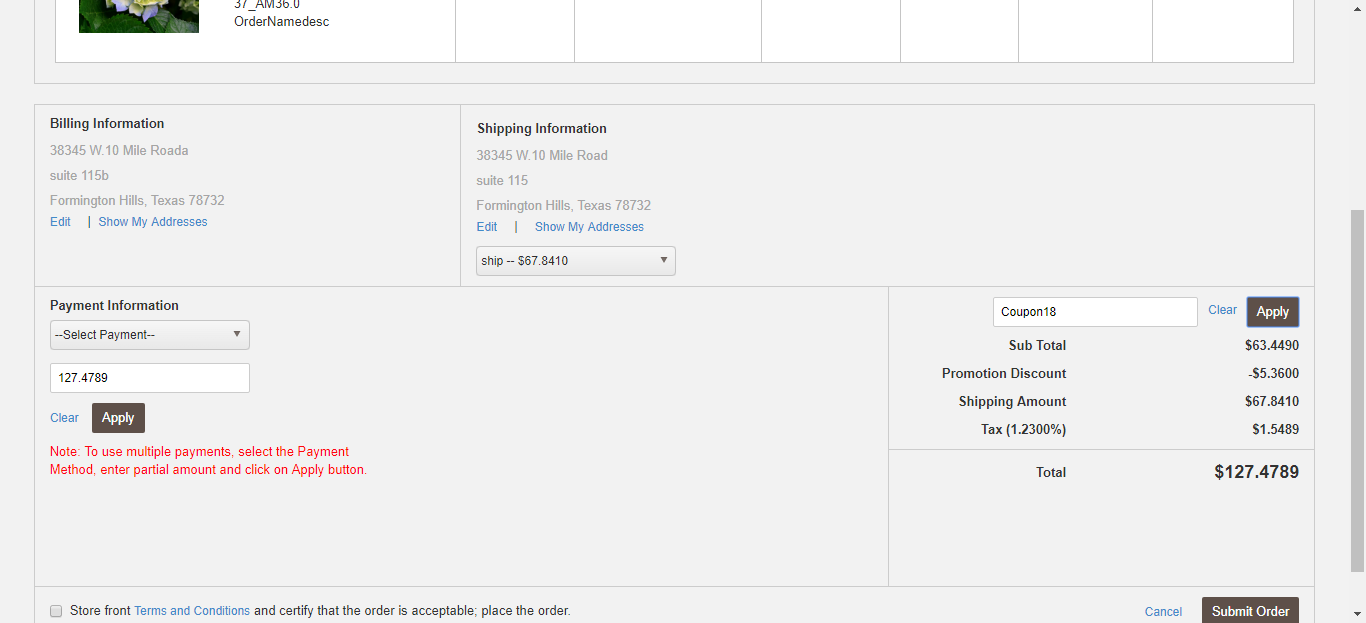 37_AM36.0
OrderNamedesc
Billing Information
38345 W.10 Mile Roada
suite 115b
Formington Hills, Texas 78732
Edit | Show My Addresses
Shipping Information
38345 W.10 Mile Road
suite 115
Formington Hills, Texas 78732
Edit | Show My Addresses
ship -- $67.8410
Payment Information
--Select Payment--
127.4789
Clear Apply
Note: To use multiple payments, select the Payment
Method, enter partial amount and click on Apply button.
Coupon18 Clear Apply
Sub Total $63.4490
Promotion Discount -$5.3600
Shipping Amount $67.8410
Tax (1.2300%) $1.5489
Total $127.4789
Store front Terms and Conditions and certify that the order is acceptable; place the order.
Cancel Submit Order